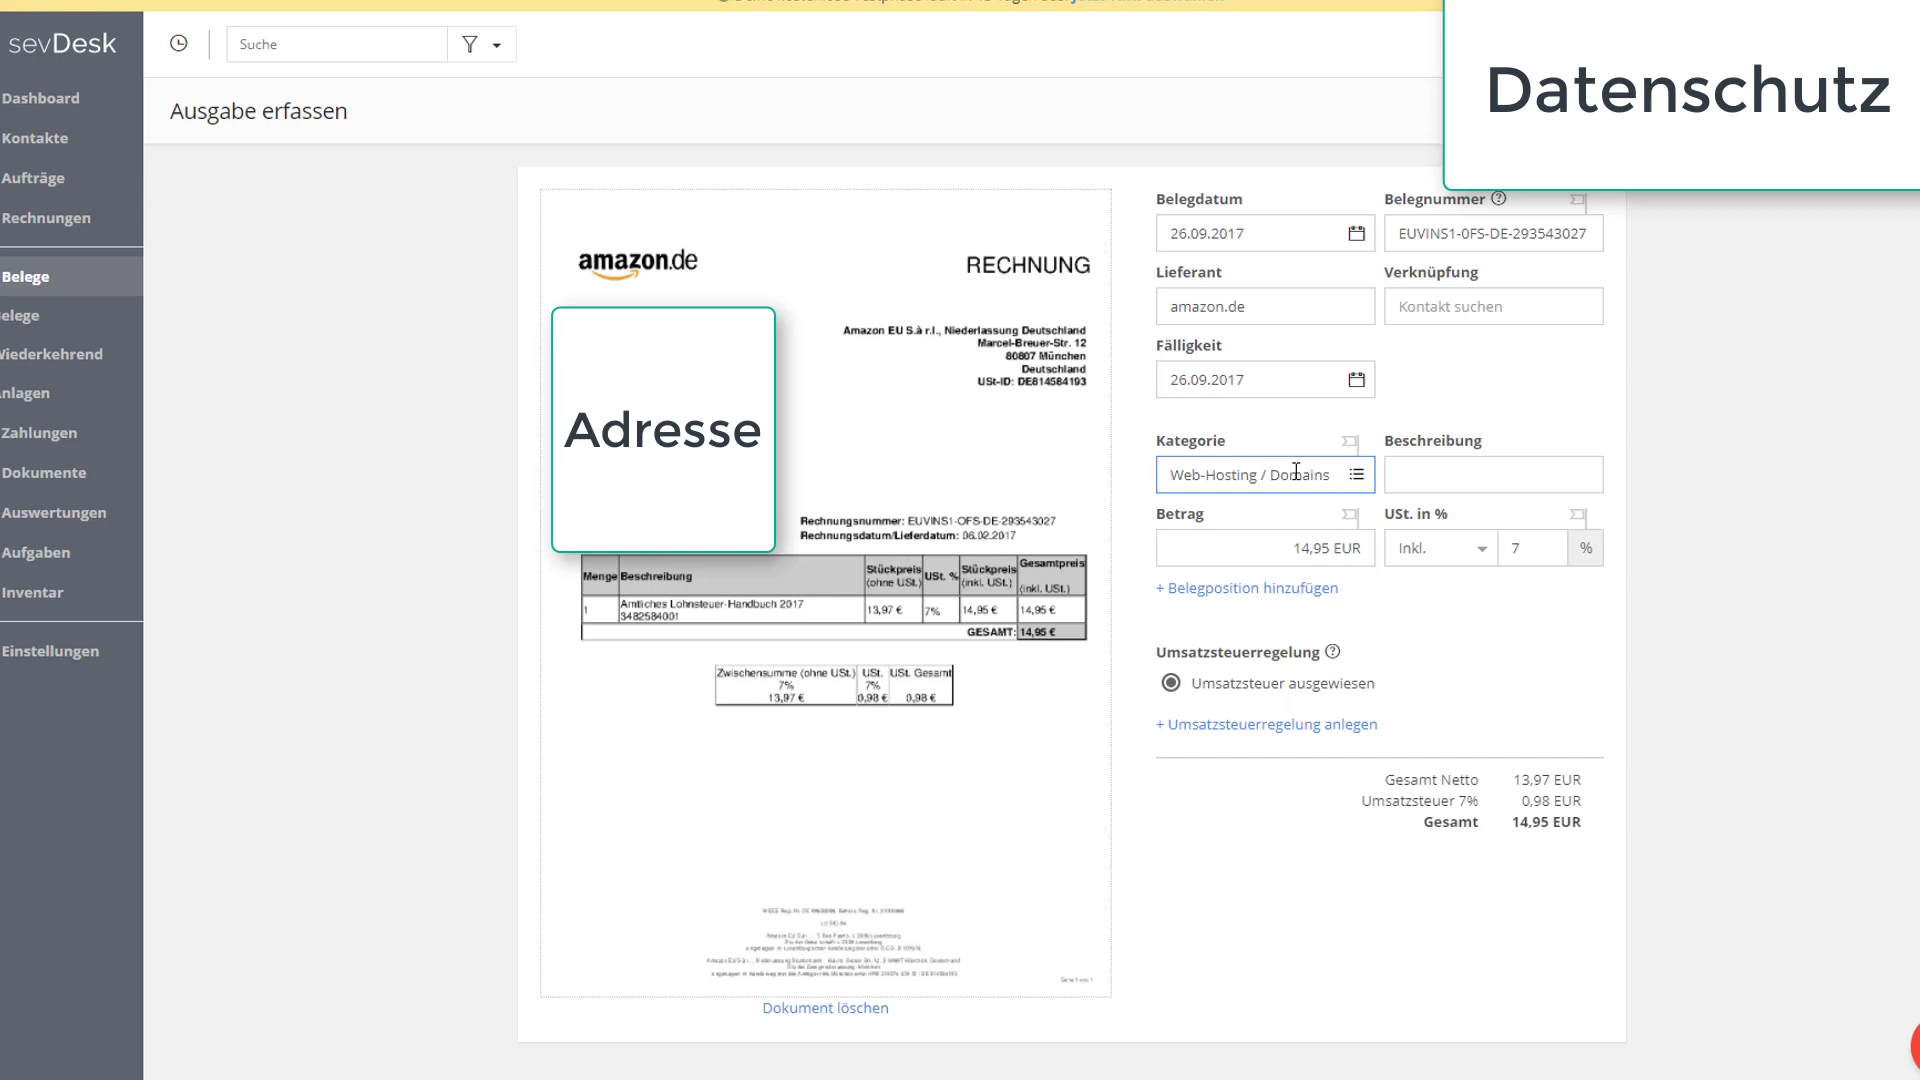 sevDesk
Suche
Datenschutz
Ausgabe erfassen
Dashboard
Kontakte
Aufträge
Rechnungen
Belege
elege
Wiederkehrend
nlagen
Zahlungen
Dokumente
Auswertungen
Aufgaben
Inventar
Einstellungen
amazon.de
RECHNUNG
Adresse
Amazon EU S.à r.l., Niederlassung Deutschland
Marcel-Breuer-Str. 12
80807 München
Deutschland
USt-ID: DE814584193
Rechnungsnummer: EUVINS1-OFS-DE-293543027
Rechnungsdatum/Lieferdatum: 06.02.2017
Menge Beschreibung Stückpreis (ohne USt.) USt. % Stückpreis (inkl. USt.) Gesamtpreis (inkl. USt.)
1 Amtliches Lohnsteuer-Handbuch 2017 13,97 € 7% 14,95 € 14,95 €
3482584001
GESAMT: 14,95 €
Zwischensumme (ohne USt.) USt. USt. Gesamt
7% 7%
13,97 € 0,98 € 0,98 €
Dokument löschen
Belegdatum Belegnummer
26.09.2017 EUVINS1-0FS-DE-293543027
Lieferant Verknüpfung
amazon.de Kontakt suchen
Fälligkeit
26.09.2017
Kategorie Beschreibung
Web-Hosting / Domains
Betrag USt. in %
14,95 EUR Inkl. 7 %
+ Belegposition hinzufügen
Umsatzsteuerregelung
Umsatzsteuer ausgewiesen
+ Umsatzsteuerregelung anlegen
Gesamt Netto 13,97 EUR
Umsatzsteuer 7% 0,98 EUR
Gesamt 14,95 EUR